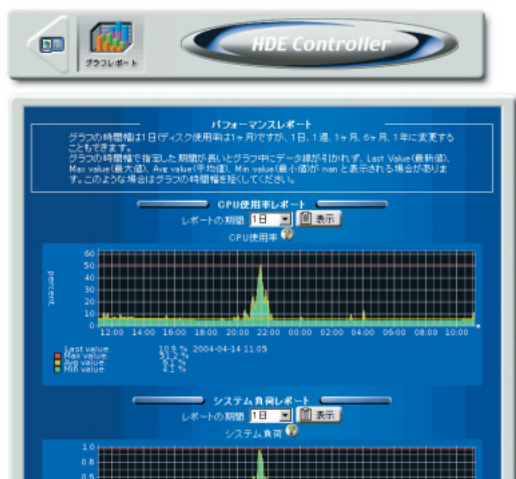 グラフレポート
HDE Controller
パフォーマンスレポート
グラフの時間幅は1日(ディスク使用率は1ヶ月)ですが、1日、1週、1ヶ月、6ヶ月、1年に変更する
こともできます。
グラフの時間幅で指定した期間が長いとグラフ中にデータ線が引かれず、Last Value(最新値)、
Max value(最大値)、Ave value(平均値)、Min value(最小値)が nan と表示される場合がありま
す。このような場合はグラフの時間幅を短くしてください。
CPU使用率レポート
レポートの期間 1日 表示
CPU使用率
percent
60
50
40
30
20
10
0
12:00 14:00 16:00 18:00 20:00 22:00 00:00 02:00 04:00 06:00 08:00 10:00
Last value: 10.9 % 2004-04-14 11:05
Max value: 51.2 %
Avg value:
Min value: 4.1 %
システム負荷レポート
レポートの期間 1日 表示
システム負荷
1.0
0.8
0.6